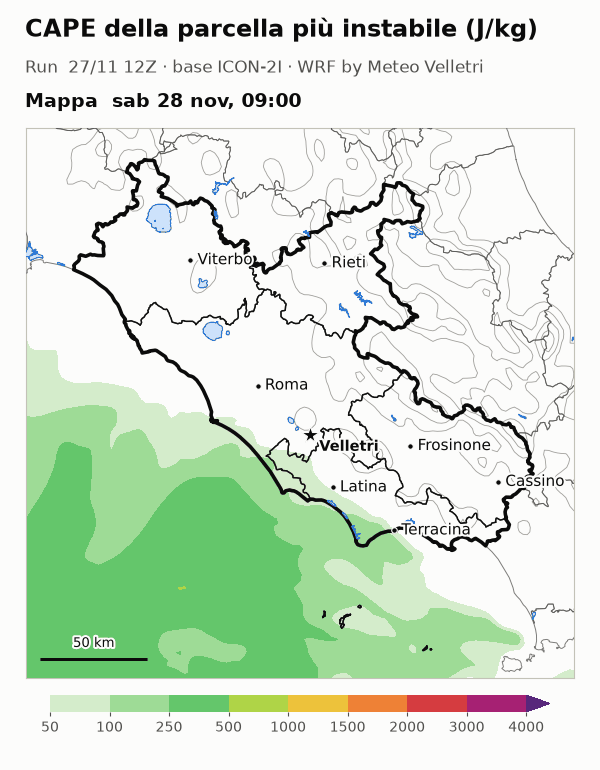 CAPE della parcella più instabile (J/kg)
Run  27/11 12Z · base ICON-2I · WRF by Meteo Velletri
Mappa  sab 28 nov, 09:00
Viterbo
Rieti
Roma
Velletri
Frosinone
Cassino
Latina
Terracina
50 km
50 100 250 500 1000 1500 2000 3000 4000